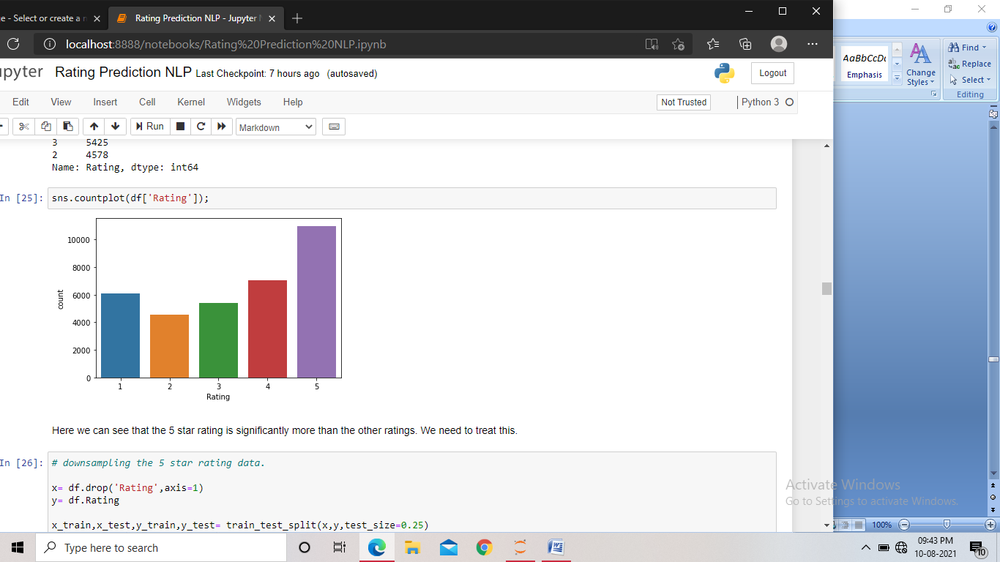 e - Select or create a n
Rating Prediction NLP - Jupyter N
localhost:8888/notebooks/Rating%20Prediction%20NLP.ipynb
upyter Rating Prediction NLP Last Checkpoint: 7 hours ago (autosaved)
Logout
Edit View Insert Cell Kernel Widgets Help
Not Trusted
Python 3
Run
Markdown
3 5425
2 4578
Name: Rating, dtype: int64
In [25]: sns.countplot(df['Rating']);
10000
8000
6000
4000
2000
0
count
1 2 3 4 5
Rating
Here we can see that the 5 star rating is significantly more than the other ratings. We need to treat this.
In [26]: # downsampling the 5 star rating data.
x= df.drop('Rating',axis=1)
y= df.Rating
x_train,x_test,y_train,y_test= train_test_split(x,y,test_size=0.25)
AaBbCcDc
Emphasis
Change
Styles
Find
Replace
Select
Editing
Activate Windows
Go to Settings to activate Windows.
100%
Type here to search
09:43 PM
10-08-2021
10